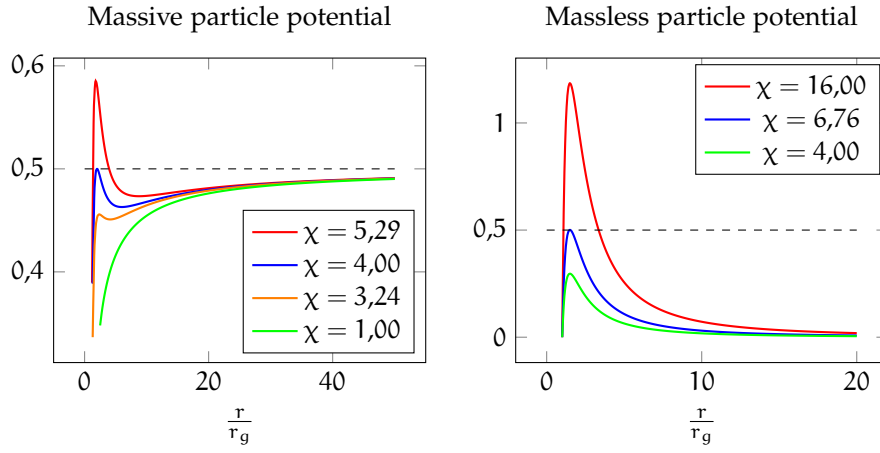 Massive particle potential
0,6
0,5
0,4
χ = 5,29
χ = 4,00
χ = 3,24
χ = 1,00
0
20
40
r
r_g
Massless particle potential
1
0,5
0
χ = 16,00
χ = 6,76
χ = 4,00
0
10
20
r
r_g